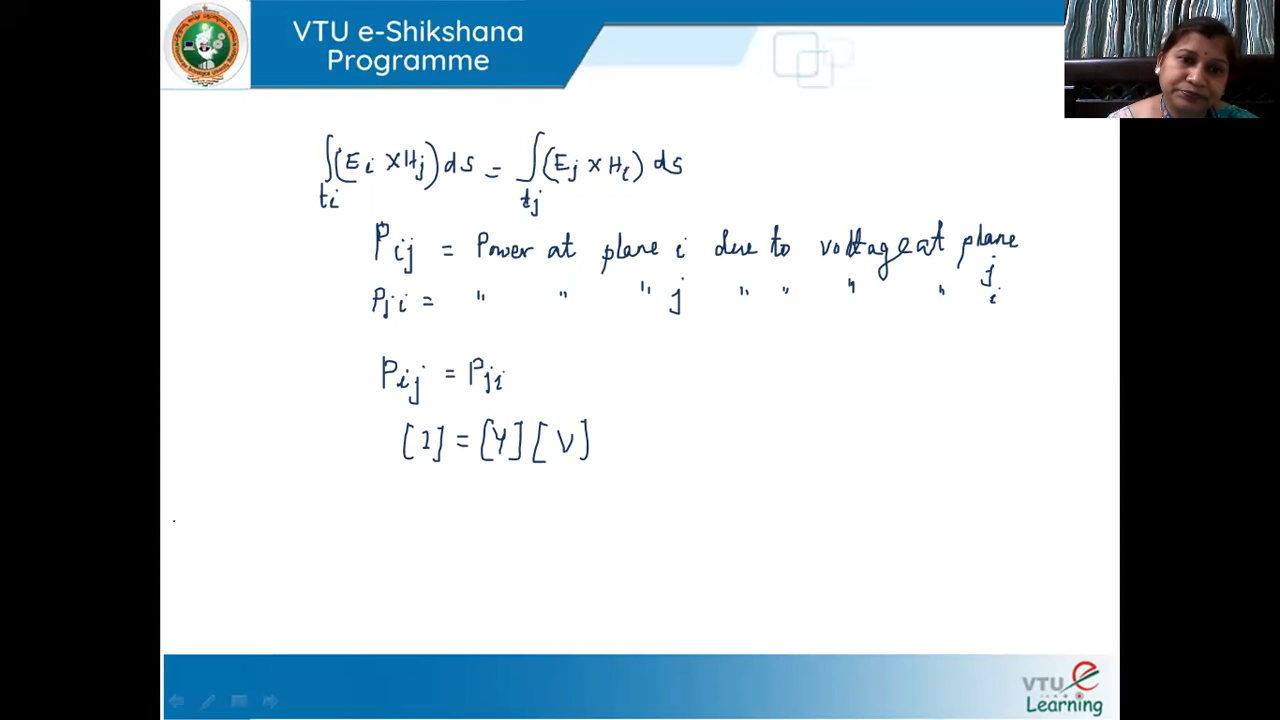 VTU e-Shikshana
Programme
∫(Ei × Hj) ds = ∫(Ej × Hi) ds
ti tj
Pij = Power at plane i due to voltage at plane j
Pji = " " " j " " " " i
Pij = Pji
[I] = [Y] [V]
VTU e
Learning